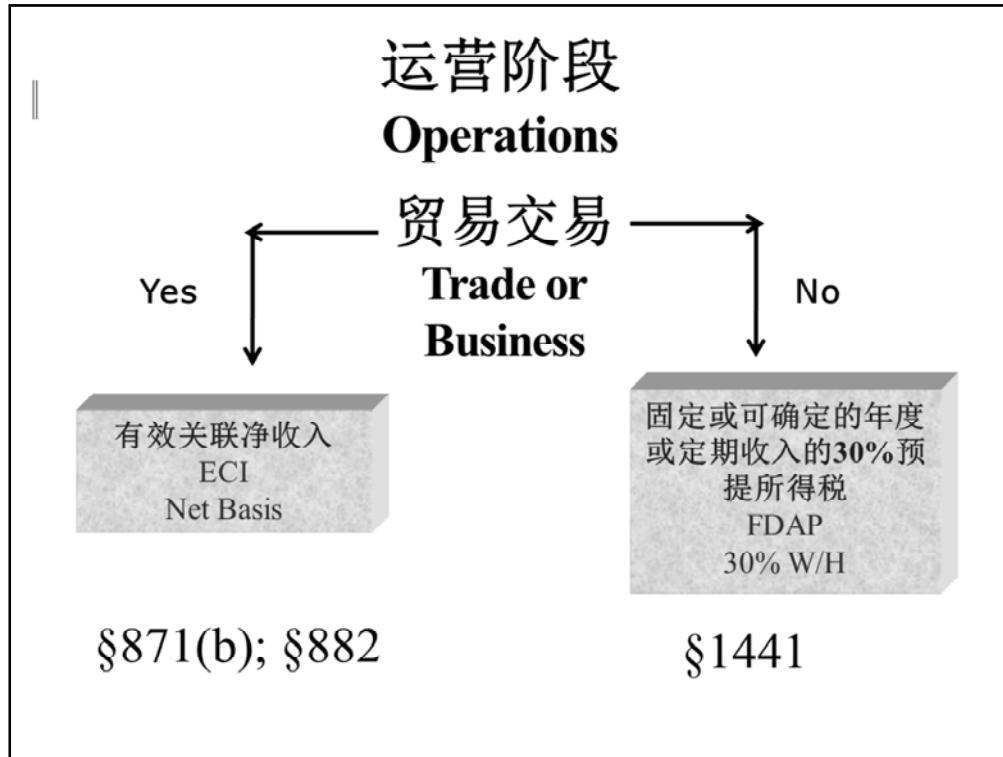 运营阶段
Operations
贸易交易
Trade or
Business
Yes
No
有效关联净收入
ECI
Net Basis
固定或可确定的年度
或定期收入的30%预
提所得税
FDAP
30% W/H
§871(b); §882
§1441